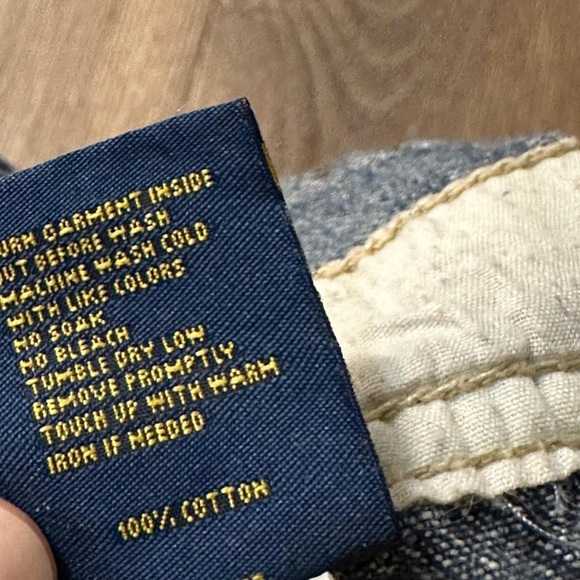 URN GARMENT INSIDE
OUT BEFORE WASH
MACHINE WASH COLD
WITH LIKE COLORS
NO SOAK
NO BLEACH
TUMBLE DRY LOW
REMOVE PROMPTLY
TOUCH UP WITH WARM
IRON IF NEEDED
100% COTTON